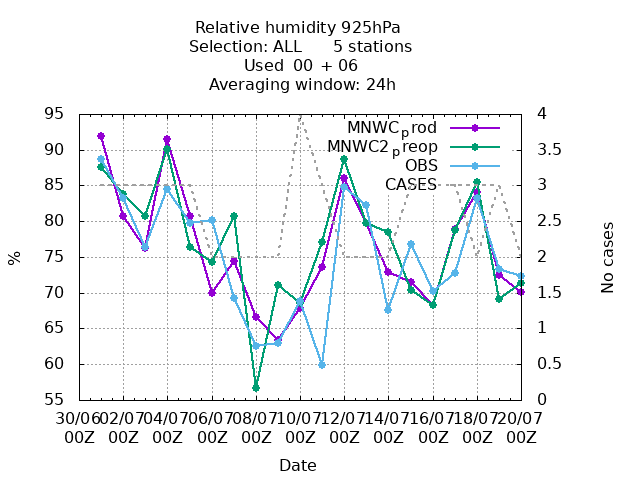 Relative humidity 925hPa
Selection: ALL 5 stations
Used 00 + 06
Averaging window: 24h
95 4
MNWCprod
90 3.5
MNWC2preop
OBS
85 3
CASES
80 2.5
75 2
%
No cases
70 1.5
65 1
60 0.5
55 0
30/06 02/07 04/07 06/07 08/07 10/07 12/07 14/07 16/07 18/07 20/07
00Z 00Z 00Z 00Z 00Z 00Z 00Z 00Z 00Z 00Z 00Z
Date